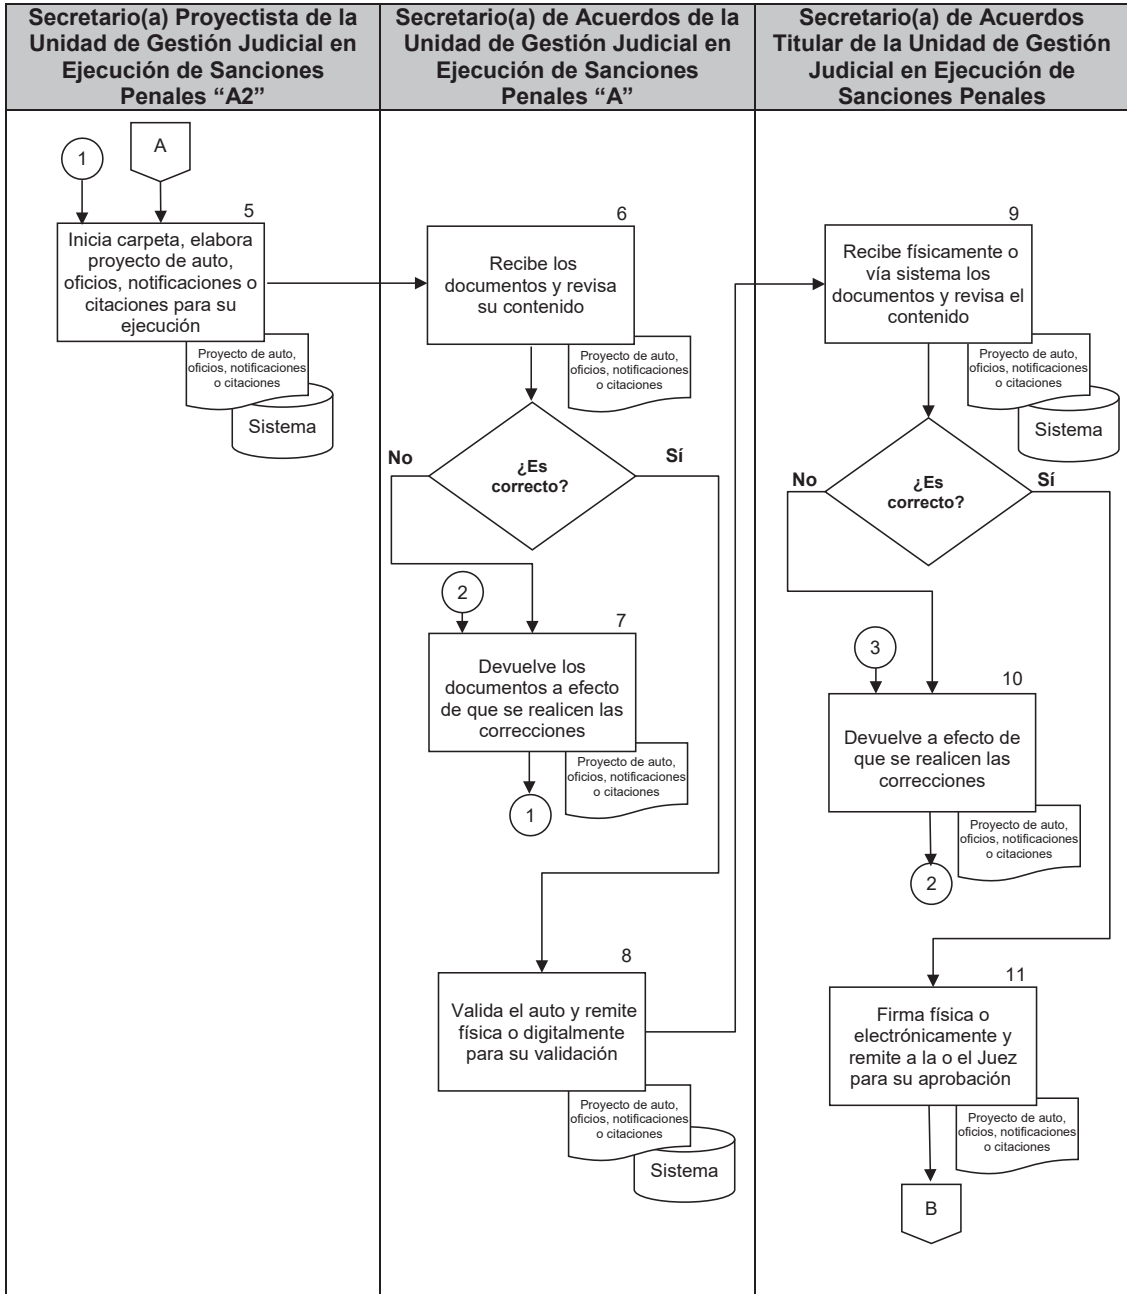 Secretario(a) Proyectista de la
Unidad de Gestión Judicial en
Ejecución de Sanciones
Penales “A2”
Secretario(a) de Acuerdos de la
Unidad de Gestión Judicial en
Ejecución de Sanciones
Penales “A”
Secretario(a) de Acuerdos
Titular de la Unidad de Gestión
Judicial en Ejecución de
Sanciones Penales
1
A
5
Inicia carpeta, elabora
proyecto de auto,
oficios, notificaciones o
citaciones para su
ejecución
Proyecto de auto,
oficios, notificaciones
o citaciones
Sistema
6
Recibe los
documentos y revisa
su contenido
Proyecto de auto,
oficios, notificaciones
o citaciones
No
¿Es
correcto?
Sí
2
7
Devuelve los
documentos a efecto
de que se realicen las
correcciones
Proyecto de auto,
oficios, notificaciones
o citaciones
1
8
Valida el auto y remite
física o digitalmente
para su validación
Proyecto de auto,
oficios, notificaciones
o citaciones
Sistema
9
Recibe físicamente o
vía sistema los
documentos y revisa el
contenido
Proyecto de auto,
oficios, notificaciones
o citaciones
Sistema
No
¿Es
correcto?
Sí
3
10
Devuelve a efecto de
que se realicen las
correcciones
Proyecto de auto,
oficios, notificaciones
o citaciones
2
11
Firma física o
electrónicamente y
remite a la o el Juez
para su aprobación
Proyecto de auto,
oficios, notificaciones
o citaciones
B